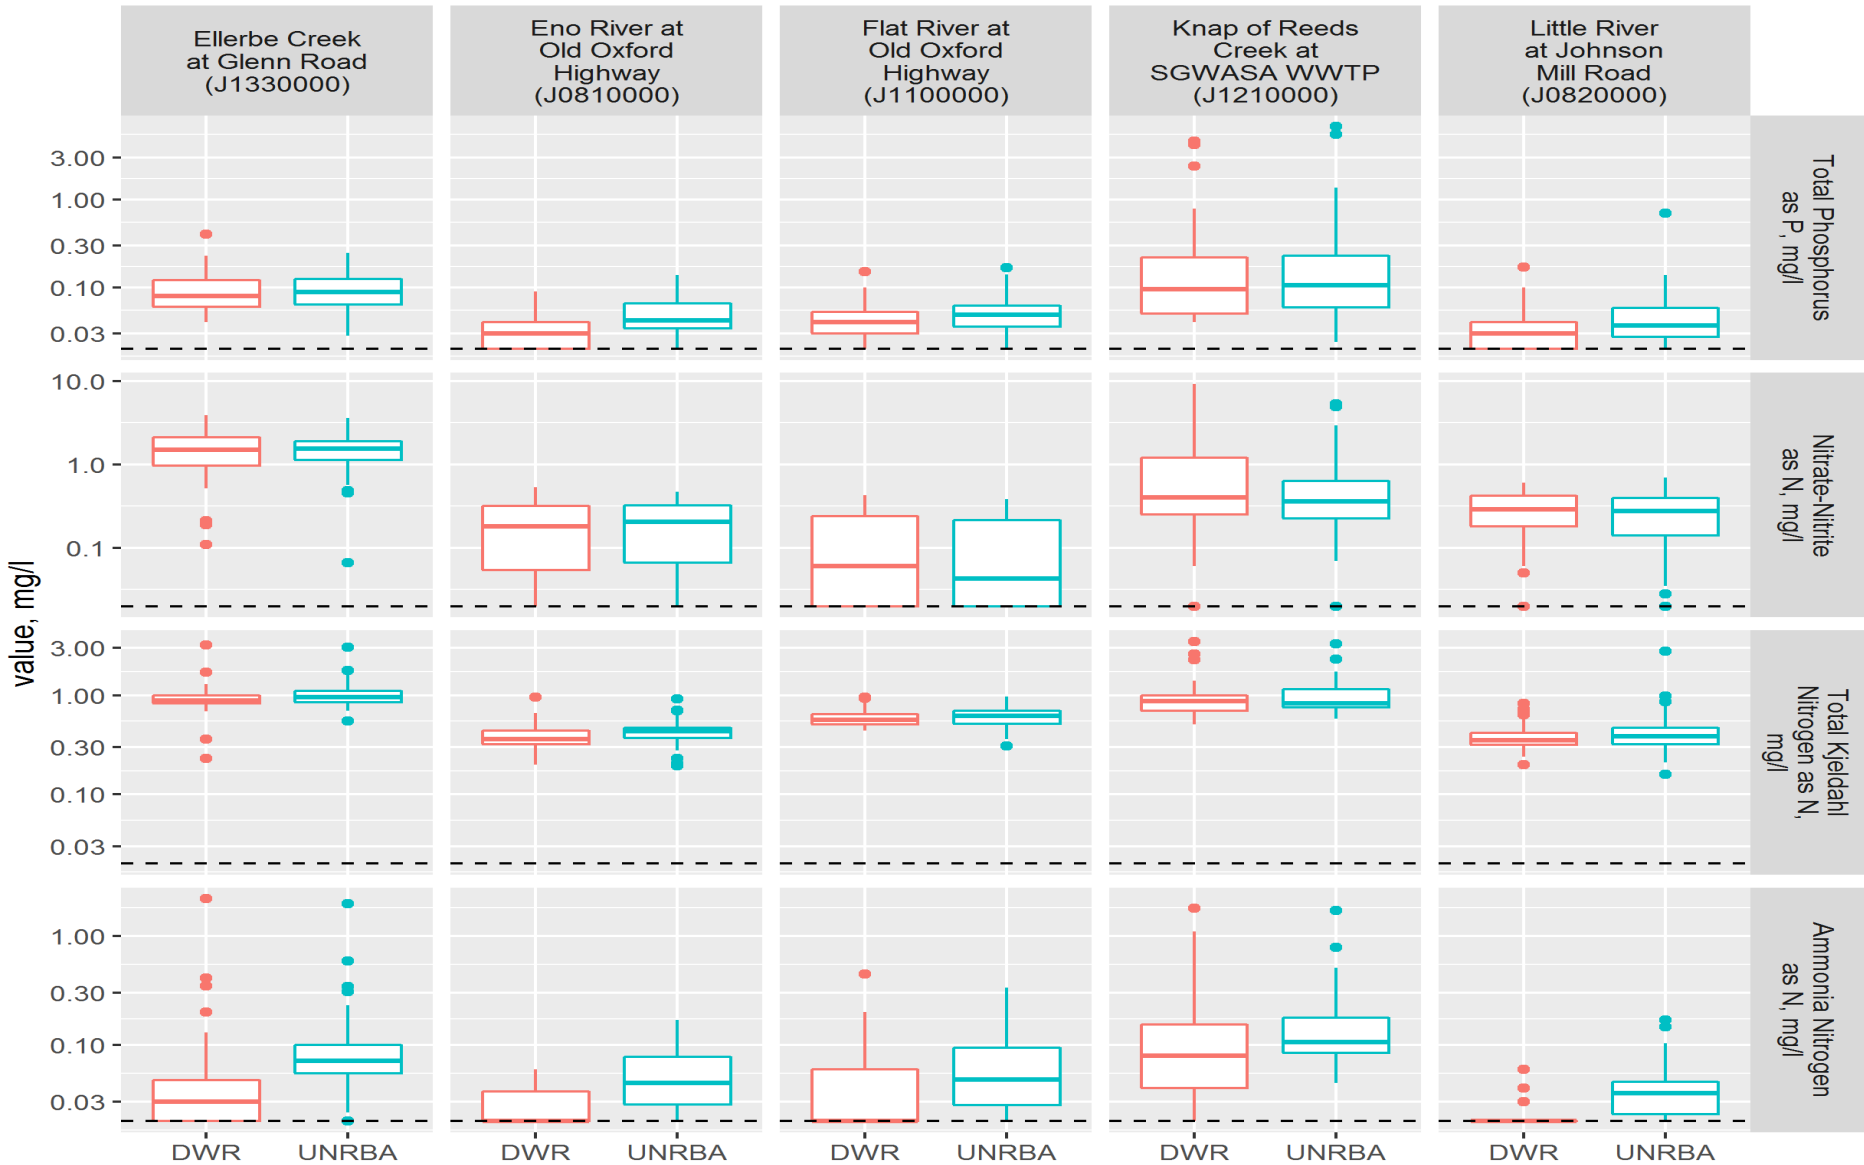 Ellerbe Creek
at Glenn Road
(J1330000)
Eno River at
Old Oxford
Highway
(J0810000)
Flat River at
Old Oxford
Highway
(J1100000)
Knap of Reeds
Creek at
SGWASA WWTP
(J1210000)
Little River
at Johnson
Mill Road
(J0820000)
value, mg/l
3.00
1.00
0.30
0.10
0.03
Total Phosphorus
as P, mg/l
10.0
1.0
0.1
Nitrate-Nitrite
as N, mg/l
3.00
1.00
0.30
0.10
0.03
Total Kjeldahl
Nitrogen as N,
mg/l
1.00
0.30
0.10
0.03
Ammonia Nitrogen
as N, mg/l
DWR UNRBA DWR UNRBA DWR UNRBA DWR UNRBA DWR UNRBA